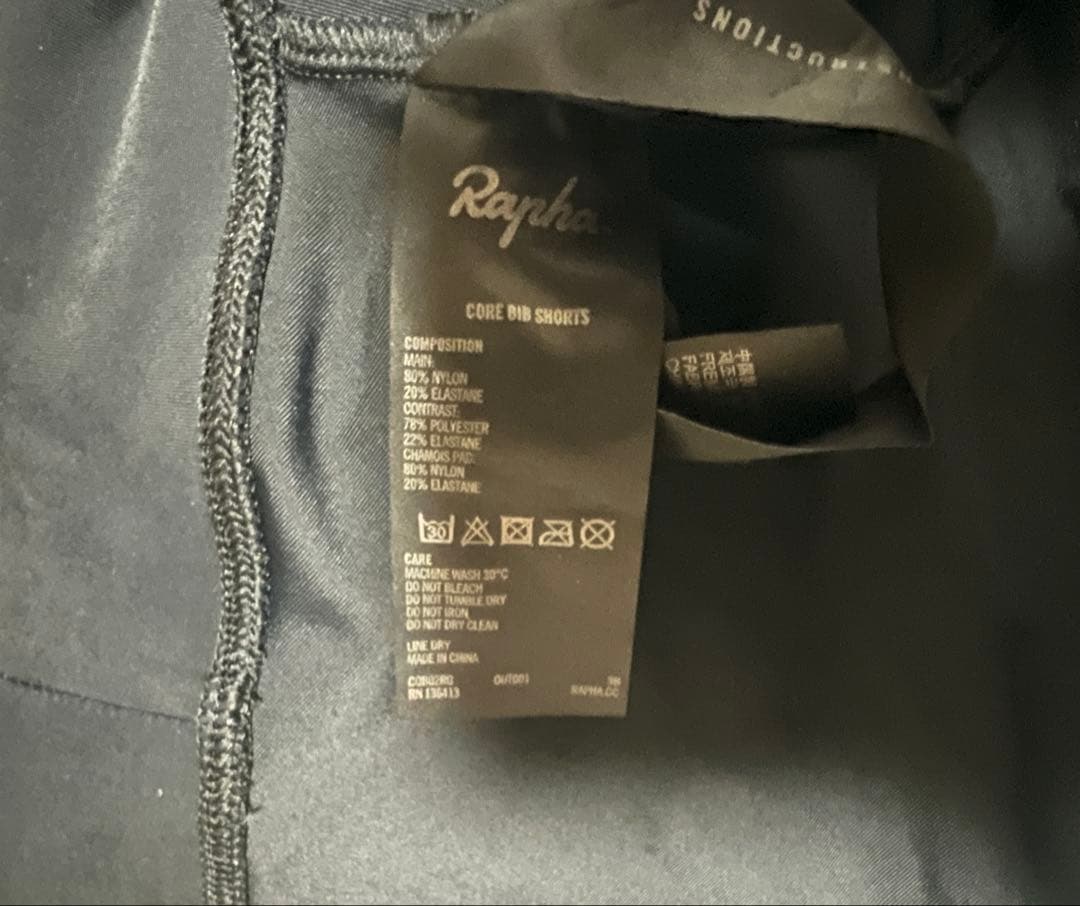 Rapha
CORE BIB SHORTS
COMPOSITION
MAIN:
80% NYLON
20% ELASTANE
CONTRAST:
78% POLYESTER
22% ELASTANE
CHAMOIS PAD:
80% NYLON
20% ELASTANE
30
CARE
MACHINE WASH 30°C
DO NOT BLEACH
DO NOT TUMBLE DRY
DO NOT IRON
DO NOT DRY CLEAN
LINE DRY
MADE IN CHINA
RN 136413
RAPHA.CC